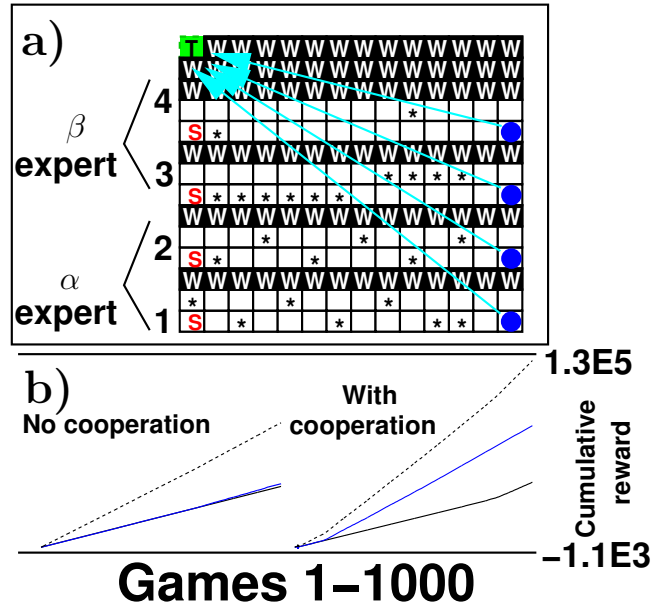 a)
T W W W W W W W W W W W W W
W W W W W W W W W W W W W W
W W W W W W W W W W W W W W
4 *
β
S *
expert
W W W W W W W W W W W W W W
3 * * * *
S * * * * * *
W W W W W W W W W W W W W W
2 * * *
S * * *
α
W W W W W W W W W W W W W W
expert
* * *
1 S * * * *
b)
No cooperation
With
cooperation
1.3E5
Cumulative
reward
−1.1E3
Games 1−1000